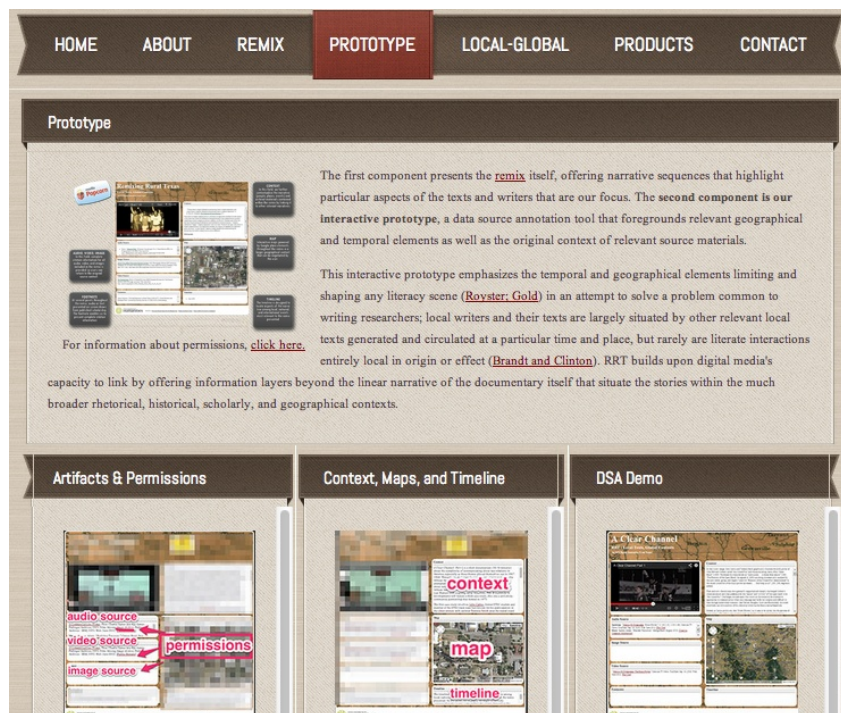 HOME ABOUT REMIX PROTOTYPE LOCAL-GLOBAL PRODUCTS CONTACT
Prototype
Popcorn
Remixing Rural Texas
For information about permissions, click here.
The first component presents the remix itself, offering narrative sequences that highlight
particular aspects of the texts and writers that are our focus. The second component is our
interactive prototype, a data source annotation tool that foregrounds relevant geographical
and temporal elements as well as the original context of relevant source materials.
This interactive prototype emphasizes the temporal and geographical elements limiting and
shaping any literacy scene (Royster; Gold) in an attempt to solve a problem common to
writing researchers; local writers and their texts are largely situated by other relevant local
texts generated and circulated at a particular time and place, but rarely are literate interactions
entirely local in origin or effect (Brandt and Clinton). RRT builds upon digital media's
capacity to link by offering information layers beyond the linear narrative of the documentary itself that situate the stories within the much
broader rhetorical, historical, scholarly, and geographical contexts.
Artifacts & Permissions
audio source
video source
permissions
image source
Context, Maps, and Timeline
context
map
timeline
DSA Demo
A Clear Channel